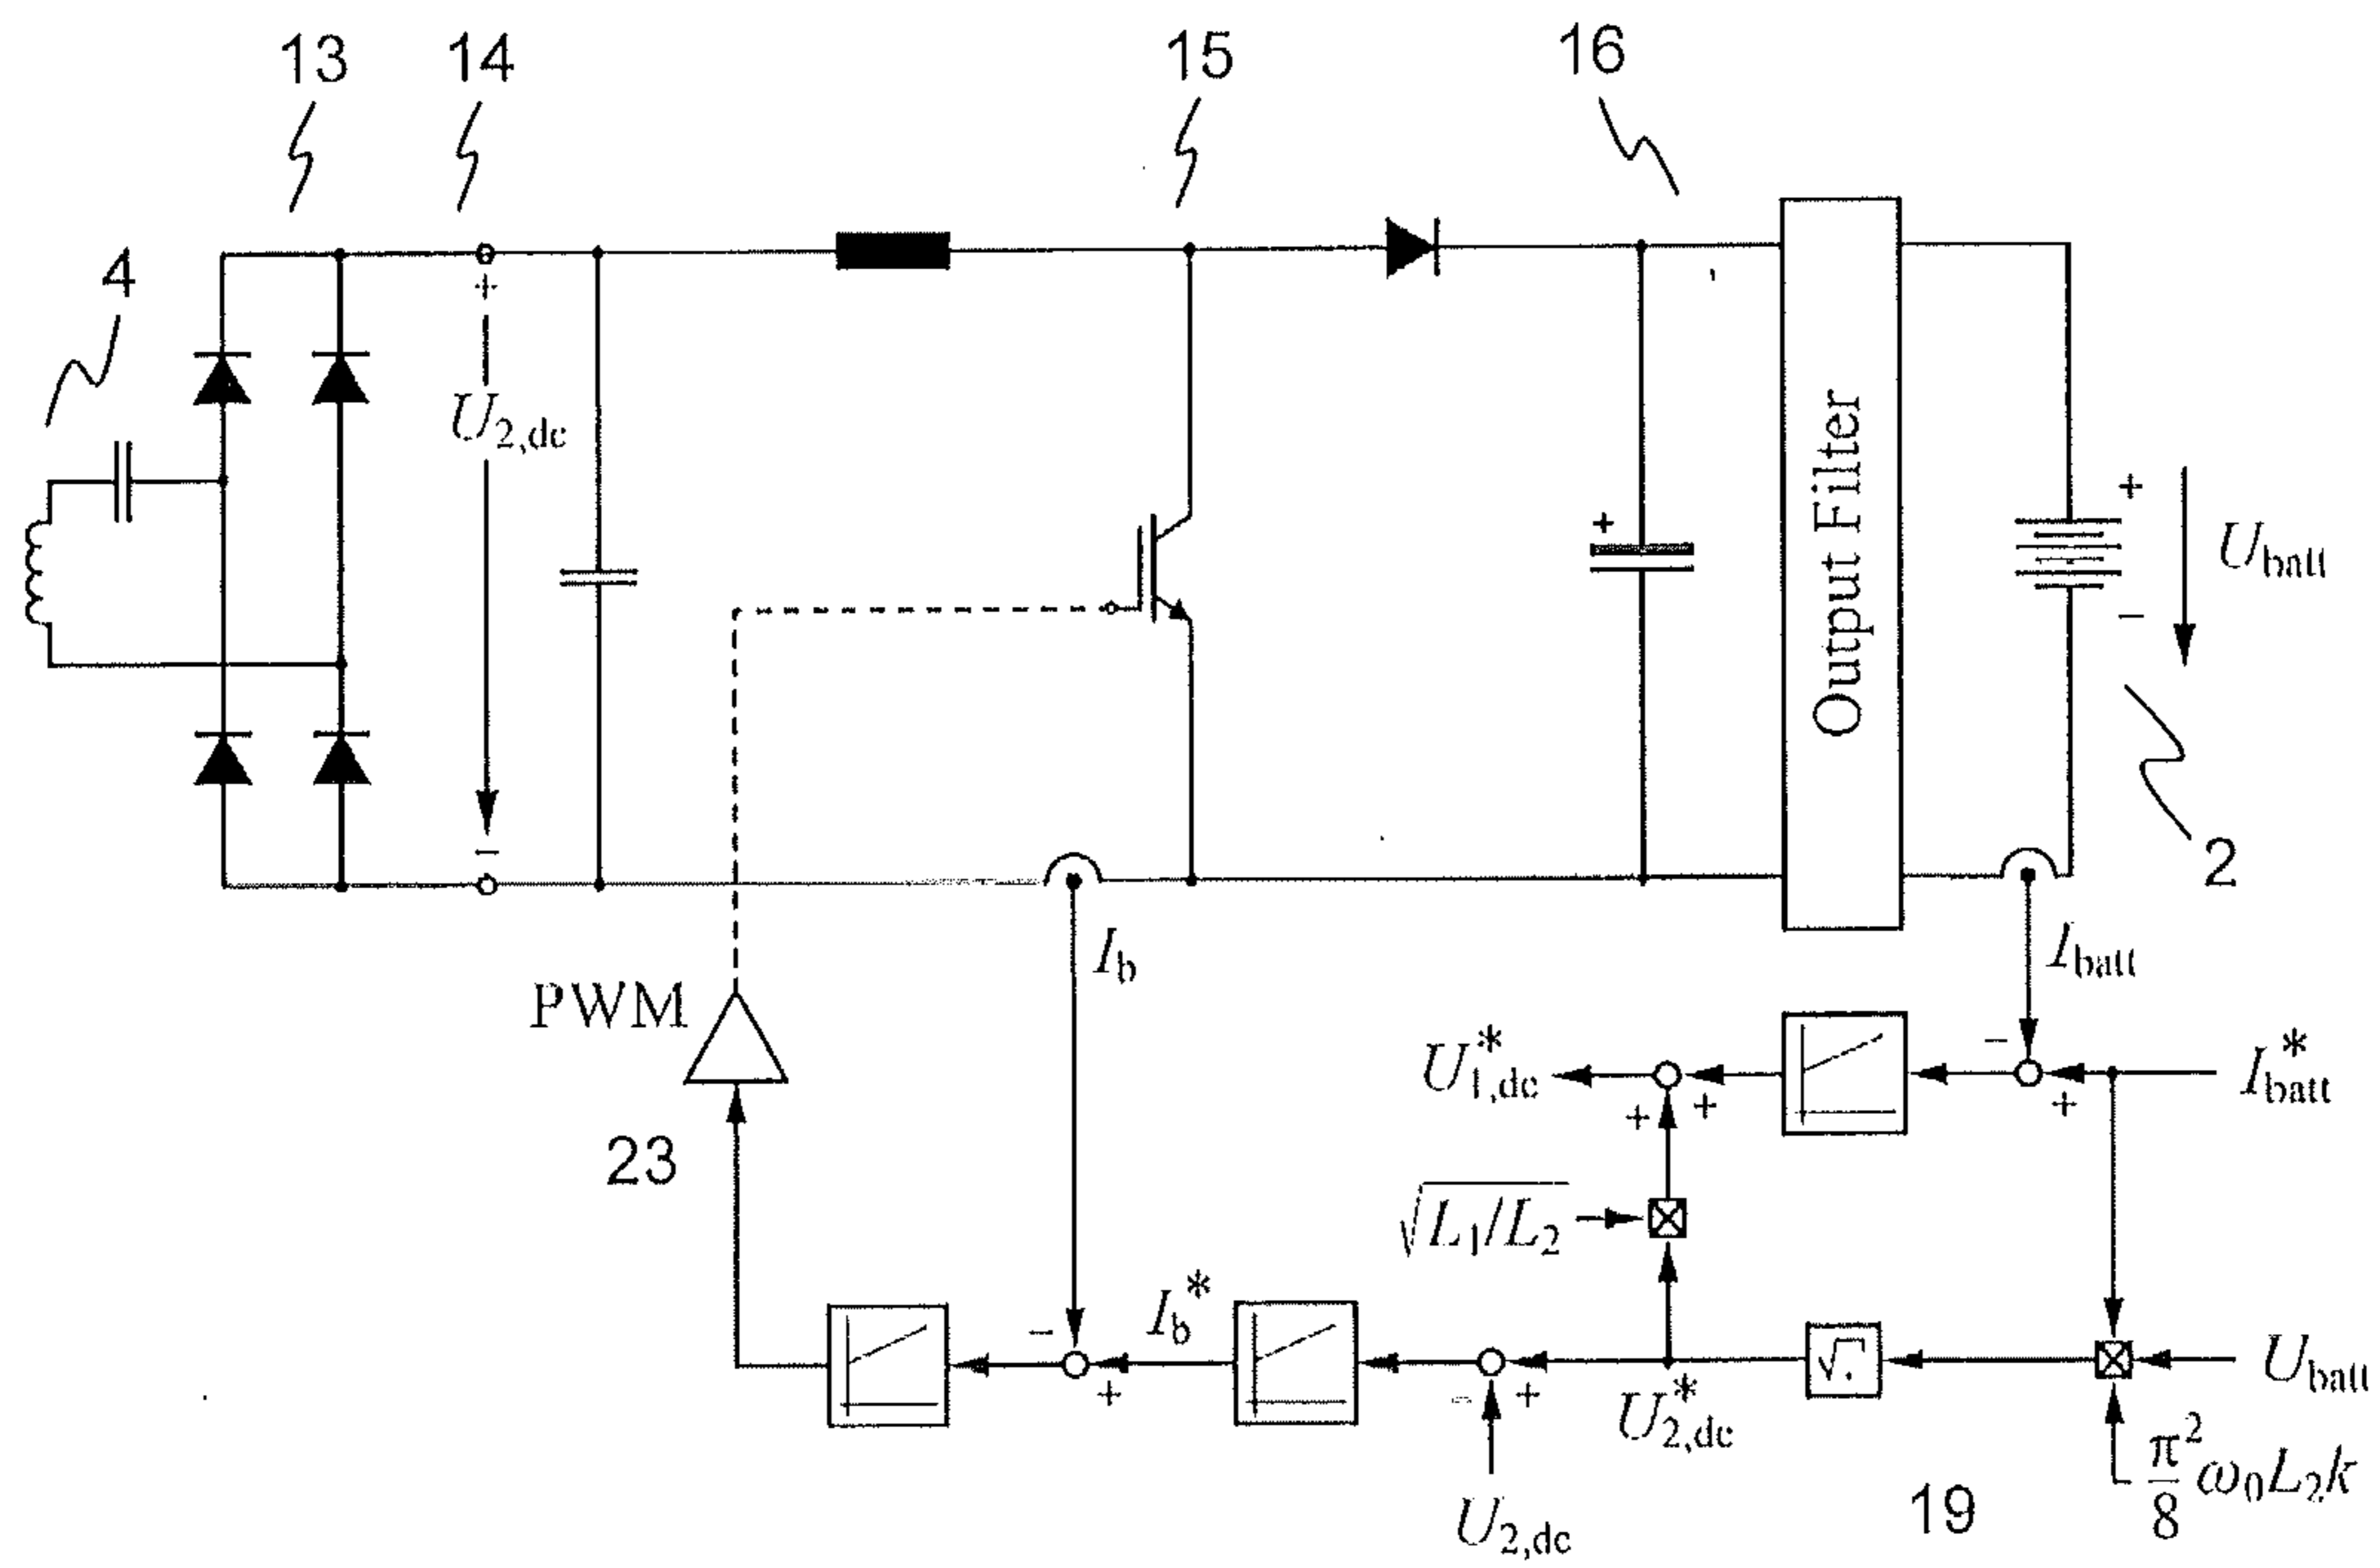 13
14
15
16
4
+
U2,dc
−
+
Output Filter
+
Ubatt
−
2
Ib
Ibatt
PWM
U*1,dc
−
I*batt
+
+
+
23
√L1/L2
−
Ib*
+
−
+
U*2,dc
√.
Ubatt
U2,dc
19
π²/8 ω0L2k